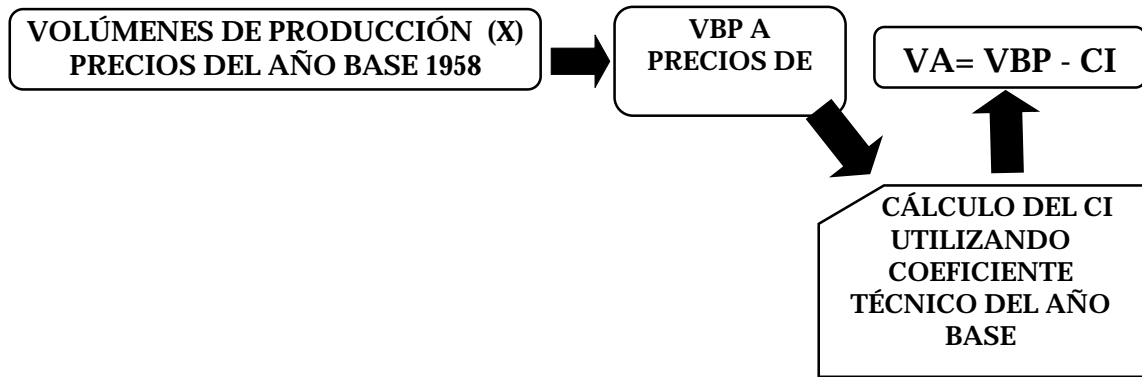 VOLÚMENES DE PRODUCCIÓN (X)
PRECIOS DEL AÑO BASE 1958
VBP A
PRECIOS DE
VA= VBP - CI
CÁLCULO DEL CI
UTILIZANDO
COEFICIENTE
TÉCNICO DEL AÑO
BASE